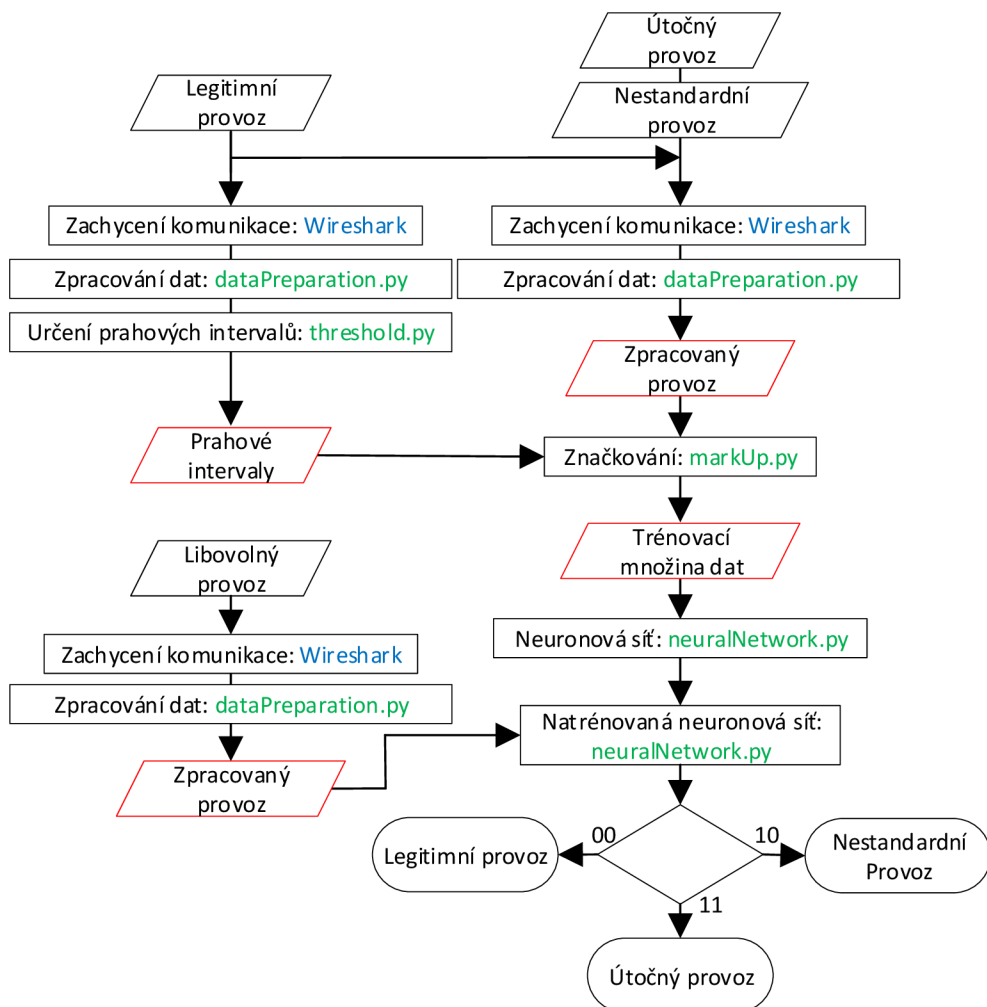 Útočný
provoz
Legitimní
provoz
Nestandardní
provoz
Zachycení komunikace: Wireshark
Zachycení komunikace: Wireshark
Zpracování dat: dataPreparation.py
Zpracování dat: dataPreparation.py
Určení prahových intervalů: threshold.py
Zpracovaný
provoz
Prahové
intervaly
Značkování: markUp.py
Trénovací
množina dat
Libovolný
provoz
Neuronová síť: neuralNetwork.py
Zachycení komunikace: Wireshark
Zpracování dat: dataPreparation.py
Natrénovaná neuronová síť:
neuralNetwork.py
Zpracovaný
provoz
00
10
Legitimní provoz
Nestandardní
Provoz
11
Útočný provoz